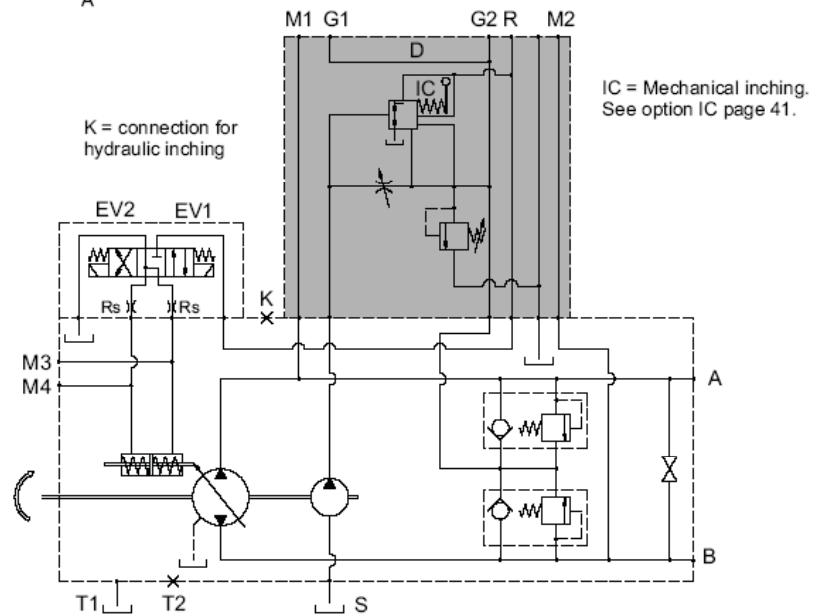 A
M1 G1 G2 R M2
D
IC
IC = Mechanical inching.
See option IC page 41.
K = connection for
hydraulic inching
EV2 EV1
K
Rs Rs
M3
M4
A
B
T1 T2 S